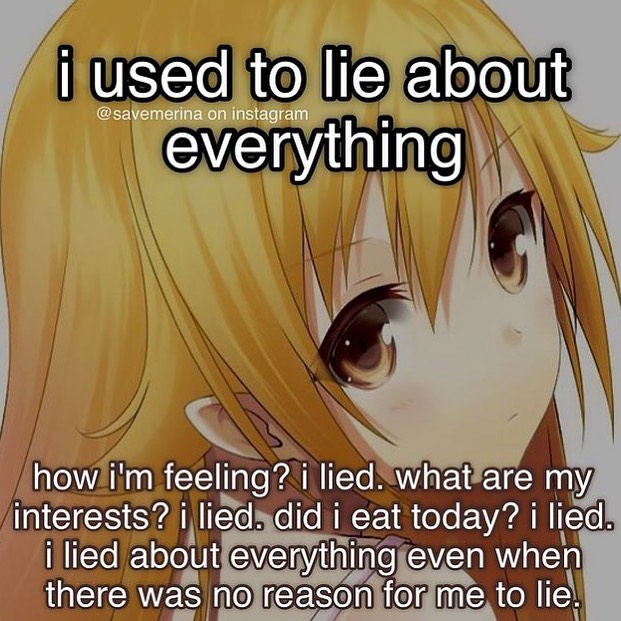 i used to lie about
@savemerina on instagram
everything
how i'm feeling? i lied. what are my
interests? i lied. did i eat today? i lied.
i lied about everything even when
there was no reason for me to lie.